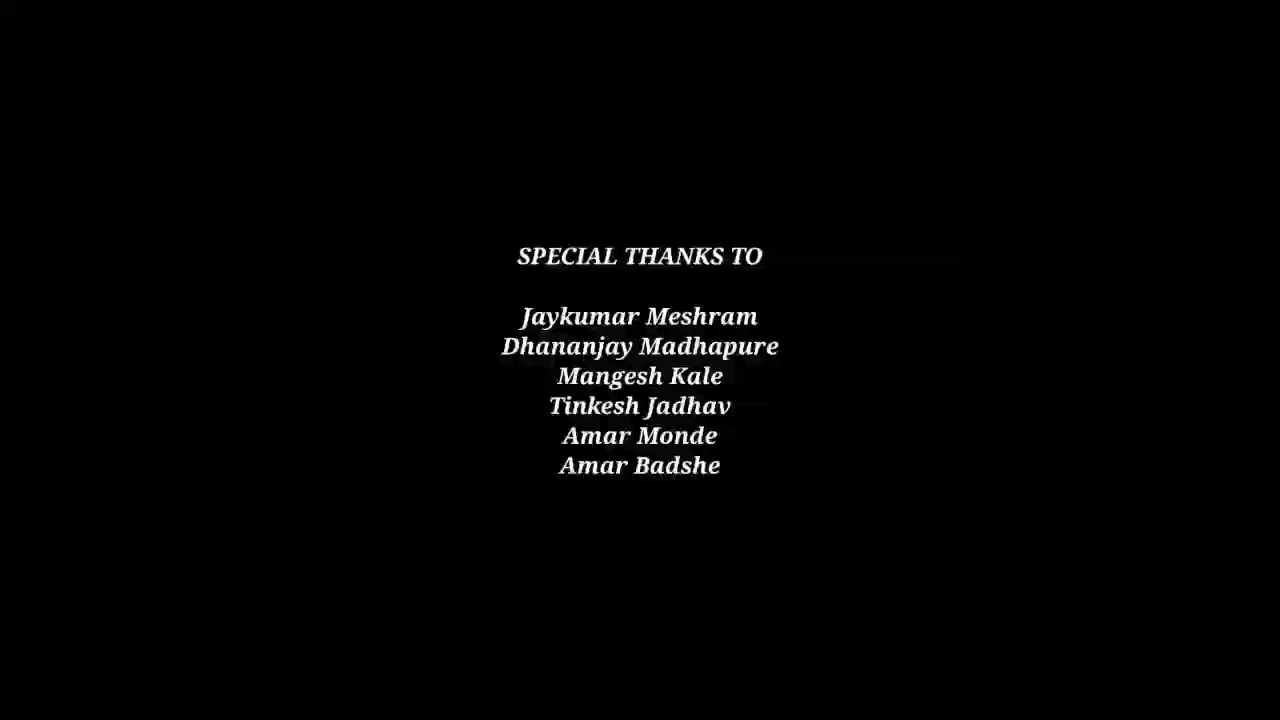 SPECIAL THANKS TO
Jaykumar Meshram
Dhananjay Madhapure
Mangesh Kale
Tinkesh Jadhav
Amar Monde
Amar Badshe